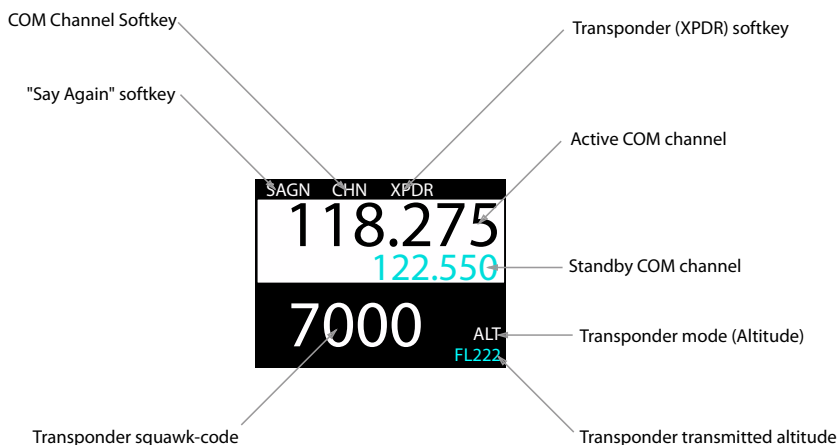 COM Channel Softkey
Transponder (XPDR) softkey
"Say Again" softkey
Active COM channel
SAGN CHN XPDR
118.275
122.550
Standby COM channel
7000
ALT
Transponder mode (Altitude)
FL222
Transponder squawk-code
Transponder transmitted altitude